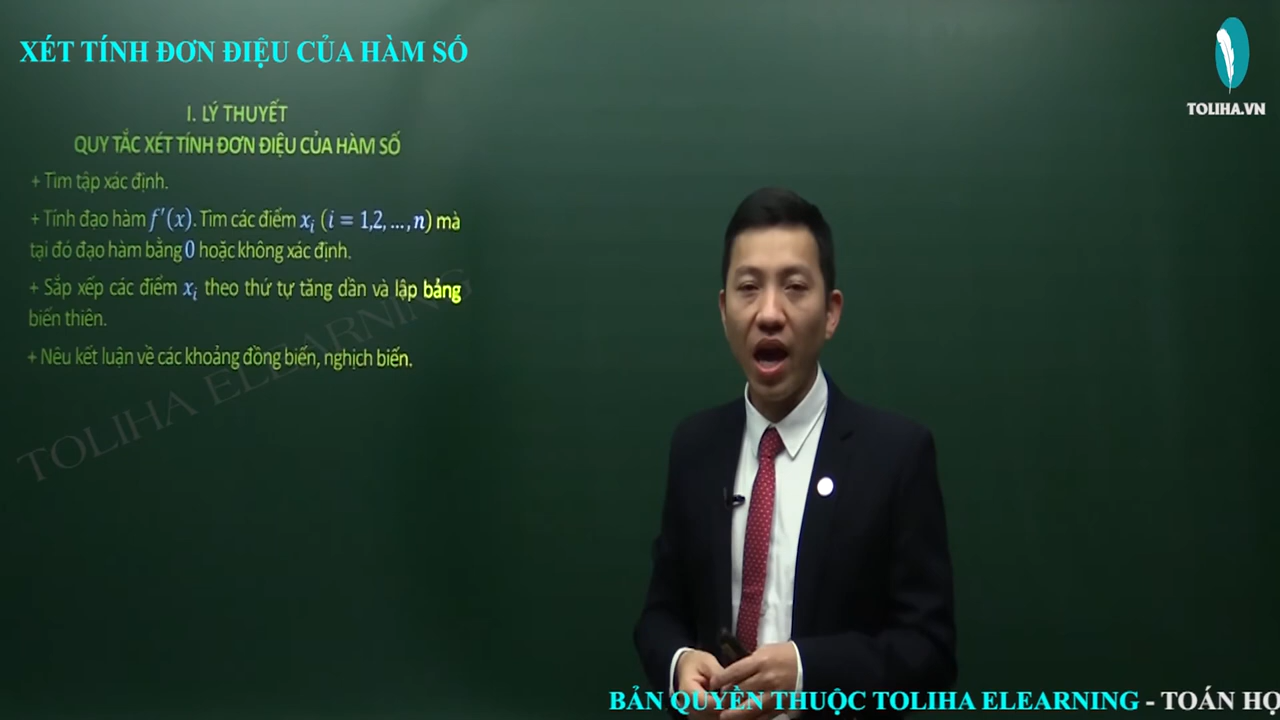 XÉT TÍNH ĐƠN ĐIỆU CỦA HÀM SỐ
TOLIHA.VN
I. LÝ THUYẾT
QUY TẮC XÉT TÍNH ĐƠN ĐIỆU CỦA HÀM SỐ
+ Tìm tập xác định.
+ Tính đạo hàm f′(x). Tìm các điểm xᵢ (i = 1,2, ..., n) mà
tại đó đạo hàm bằng 0 hoặc không xác định.
+ Sắp xếp các điểm xᵢ theo thứ tự tăng dần và lập bảng
biến thiên.
+ Nêu kết luận về các khoảng đồng biến, nghịch biến.
TOLIHA ELEARNING
BẢN QUYỀN THUỘC TOLIHA ELEARNING - TOÁN HỌ